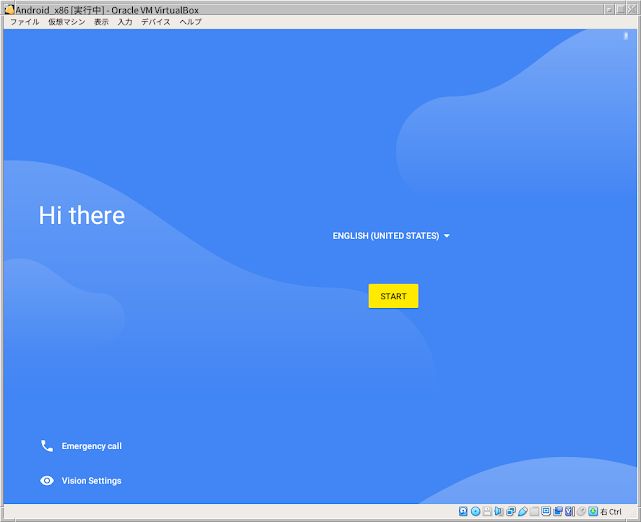 Android_x86 [実行中] - Oracle VM VirtualBox
ファイル 仮想マシン 表示 入力 デバイス ヘルプ
Hi there
ENGLISH (UNITED STATES)
START
Emergency call
Vision Settings
右 Ctrl